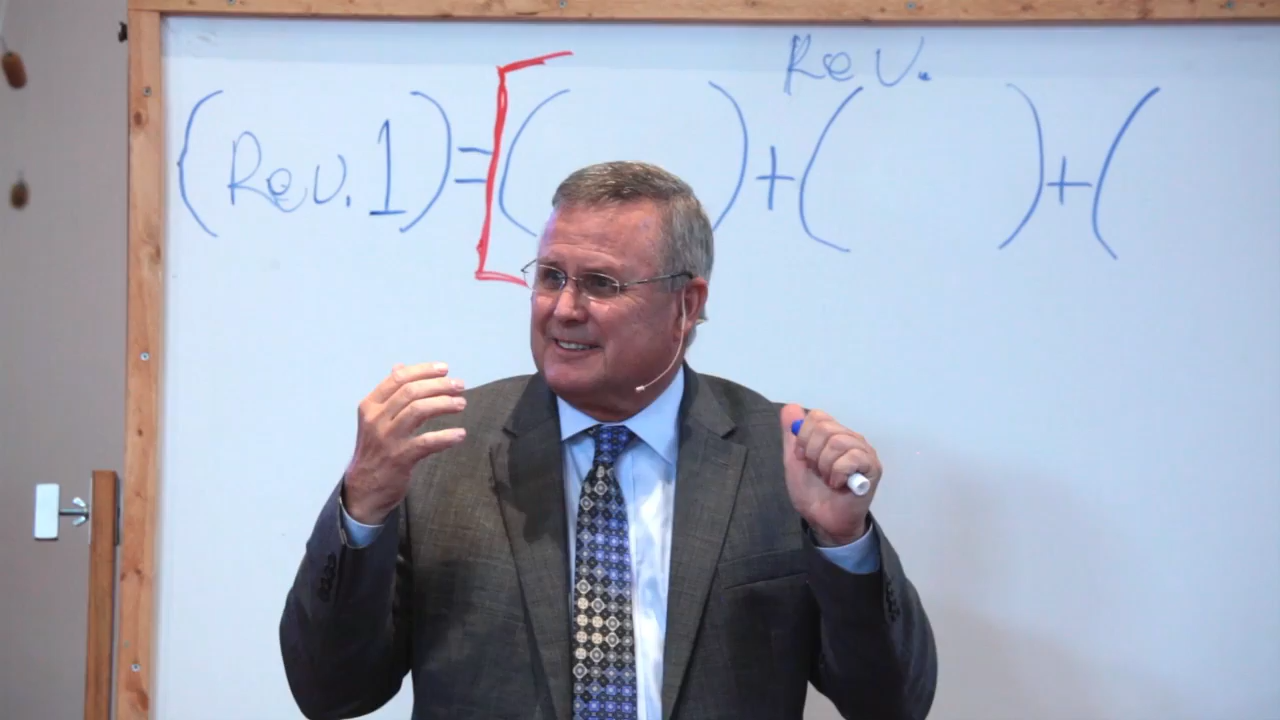 Rev.
(Rev. 1) = [( ) + ( ) + (